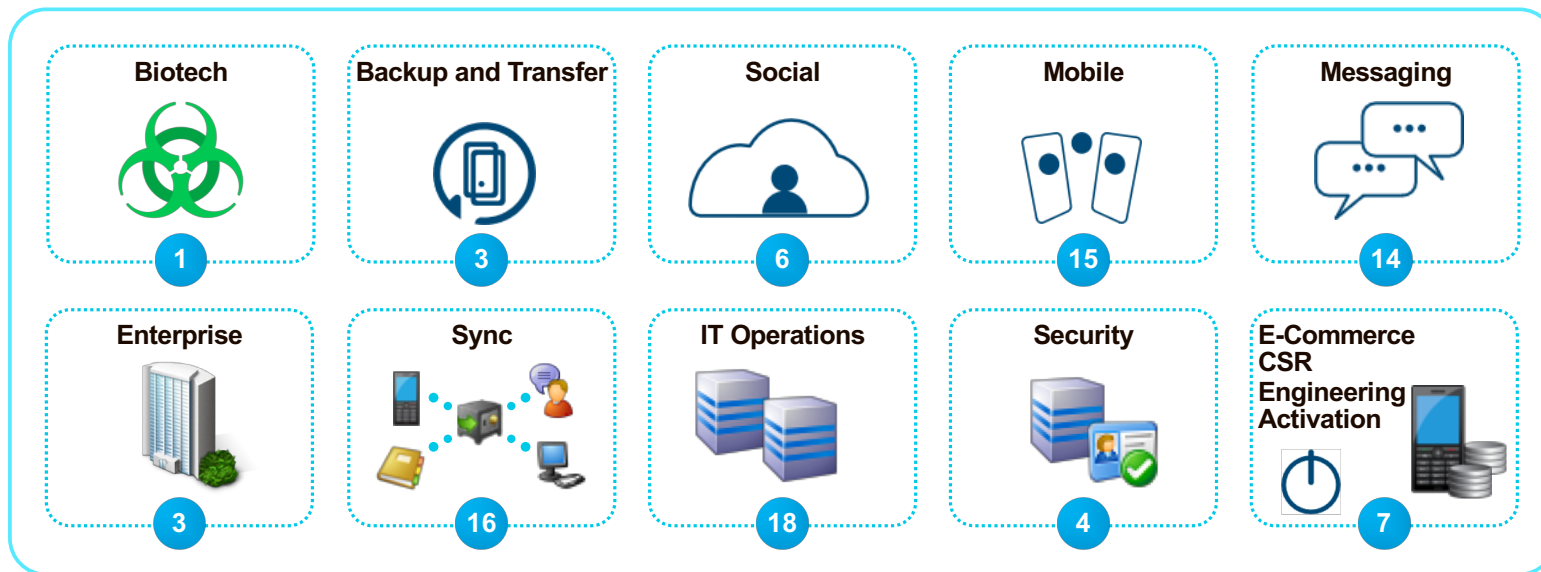 Biotech
1
Backup and Transfer
3
Social
6
Mobile
15
Messaging
14
Enterprise
3
Sync
16
IT Operations
18
Security
4
E-Commerce
CSR
Engineering
Activation
7